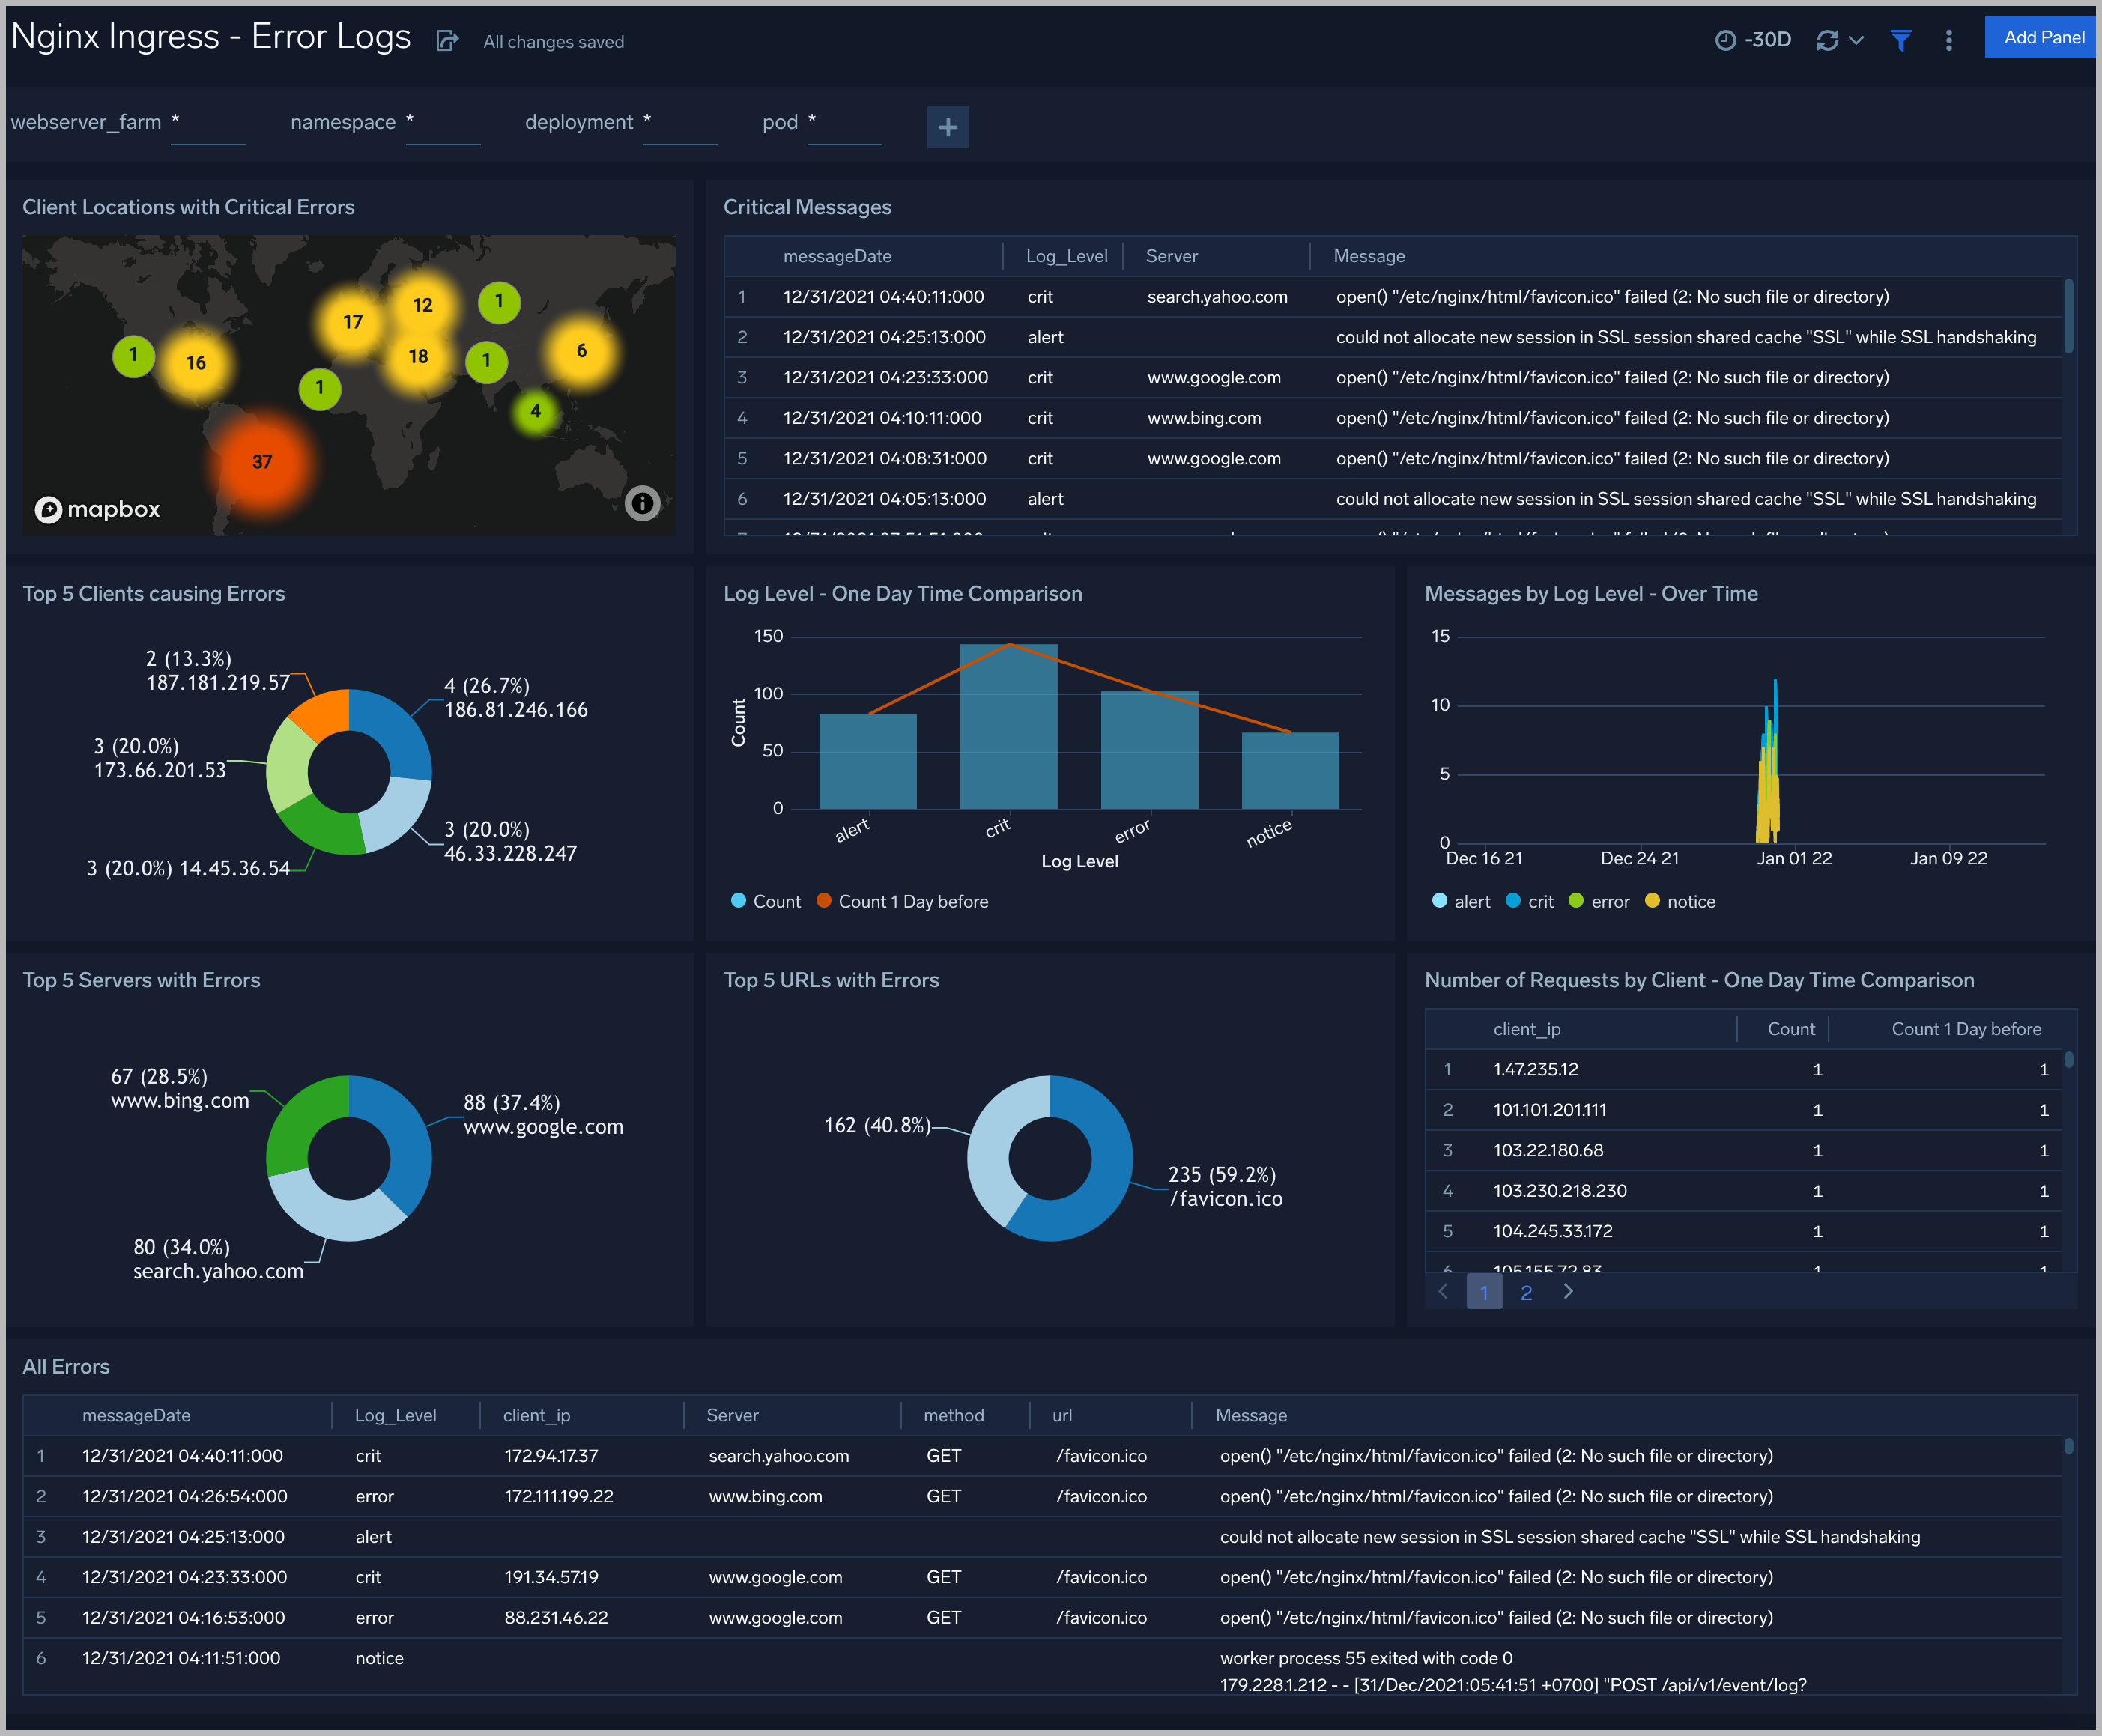 Nginx Ingress - Error Logs
All changes saved
-30D
Add Panel
webserver_farm *
namespace *
deployment *
pod *
Client Locations with Critical Errors
12
1
17
1
16
18
1
6
1
4
37
mapbox
Critical Messages
messageDate Log_Level Server Message
1 12/31/2021 04:40:11:000 crit search.yahoo.com open() "/etc/nginx/html/favicon.ico" failed (2: No such file or directory)
2 12/31/2021 04:25:13:000 alert could not allocate new session in SSL session shared cache "SSL" while SSL handshaking
3 12/31/2021 04:23:33:000 crit www.google.com open() "/etc/nginx/html/favicon.ico" failed (2: No such file or directory)
4 12/31/2021 04:10:11:000 crit www.bing.com open() "/etc/nginx/html/favicon.ico" failed (2: No such file or directory)
5 12/31/2021 04:08:31:000 crit www.google.com open() "/etc/nginx/html/favicon.ico" failed (2: No such file or directory)
6 12/31/2021 04:05:13:000 alert could not allocate new session in SSL session shared cache "SSL" while SSL handshaking
Top 5 Clients causing Errors
2 (13.3%)
187.181.219.57
4 (26.7%)
186.81.246.166
3 (20.0%)
173.66.201.53
3 (20.0%)
46.33.228.247
3 (20.0%) 14.45.36.54
Log Level - One Day Time Comparison
150
100
50
0
Count
alert
crit
error
notice
Log Level
Count
Count 1 Day before
Messages by Log Level - Over Time
15
10
5
0
Dec 16 21
Dec 24 21
Jan 01 22
Jan 09 22
alert
crit
error
notice
Top 5 Servers with Errors
67 (28.5%)
www.bing.com
88 (37.4%)
www.google.com
80 (34.0%)
search.yahoo.com
Top 5 URLs with Errors
162 (40.8%)
235 (59.2%)
/favicon.ico
Number of Requests by Client - One Day Time Comparison
client_ip Count Count 1 Day before
1 1.47.235.12 1 1
2 101.101.201.111 1 1
3 103.22.180.68 1 1
4 103.230.218.230 1 1
5 104.245.33.172 1 1
6 105.155.72.83 1 1
1
2
All Errors
messageDate Log_Level client_ip Server method url Message
1 12/31/2021 04:40:11:000 crit 172.94.17.37 search.yahoo.com GET /favicon.ico open() "/etc/nginx/html/favicon.ico" failed (2: No such file or directory)
2 12/31/2021 04:26:54:000 error 172.111.199.22 www.bing.com GET /favicon.ico open() "/etc/nginx/html/favicon.ico" failed (2: No such file or directory)
3 12/31/2021 04:25:13:000 alert could not allocate new session in SSL session shared cache "SSL" while SSL handshaking
4 12/31/2021 04:23:33:000 crit 191.34.57.19 www.google.com GET /favicon.ico open() "/etc/nginx/html/favicon.ico" failed (2: No such file or directory)
5 12/31/2021 04:16:53:000 error 88.231.46.22 www.google.com GET /favicon.ico open() "/etc/nginx/html/favicon.ico" failed (2: No such file or directory)
6 12/31/2021 04:11:51:000 notice worker process 55 exited with code 0
179.228.1.212 - - [31/Dec/2021:05:41:51 +0700] "POST /api/v1/event/log?